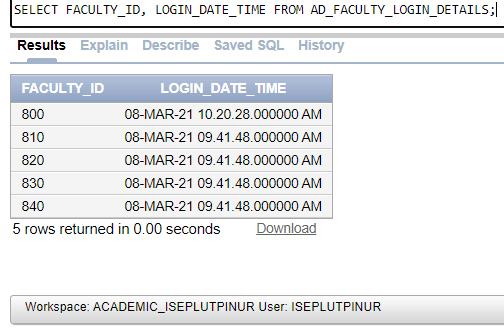 SELECT FACULTY_ID, LOGIN_DATE_TIME FROM AD_FACULTY_LOGIN_DETAILS;
Results Explain Describe Saved SQL History
FACULTY_ID LOGIN_DATE_TIME
800 08-MAR-21 10.20.28.000000 AM
810 08-MAR-21 09.41.48.000000 AM
820 08-MAR-21 09.41.48.000000 AM
830 08-MAR-21 09.41.48.000000 AM
840 08-MAR-21 09.41.48.000000 AM
5 rows returned in 0.00 seconds Download
Workspace: ACADEMIC_ISEPLUTPINUR User: ISEPLUTPINUR